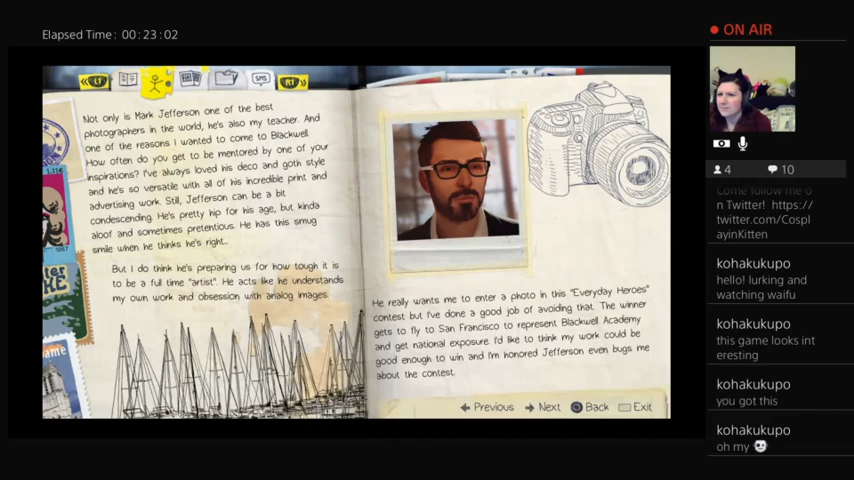 Elapsed Time: 00:23:02
ON AIR
LT
SMS
RT
Not only is Mark Jefferson one of the best
photographers in the world, he's also my teacher. And
one of the reasons I wanted to come to Blackwell.
How often do you get to be mentored by one of your
inspirations? I've always loved his deco and goth style
and he's so versatile with all of his incredible print and
advertising work. Still, Jefferson can be a bit
condescending. He's pretty hip for his age, but kinda
aloof and sometimes pretentious. He has this smug
smile when he thinks he's right...
But I do think he's preparing us for how tough it is
to be a full time "artist". He acts like he understands
my own work and obsession with analog images.
He really wants me to enter a photo in this "Everyday Heroes"
contest but I've done a good job of avoiding that. The winner
gets to fly to San Francisco to represent Blackwell Academy
and get national exposure. I'd like to think my work could be
good enough to win and I'm honored Jefferson even bugs me
about the contest.
Previous Next Back Exit
4 10
Come follow me o
n Twitter! https://
twitter.com/Cospl
ayinKitten
kohakukupo
hello! lurking and
watching waifu
kohakukupo
this game looks int
eresting
kohakukupo
you got this
kohakukupo
oh my